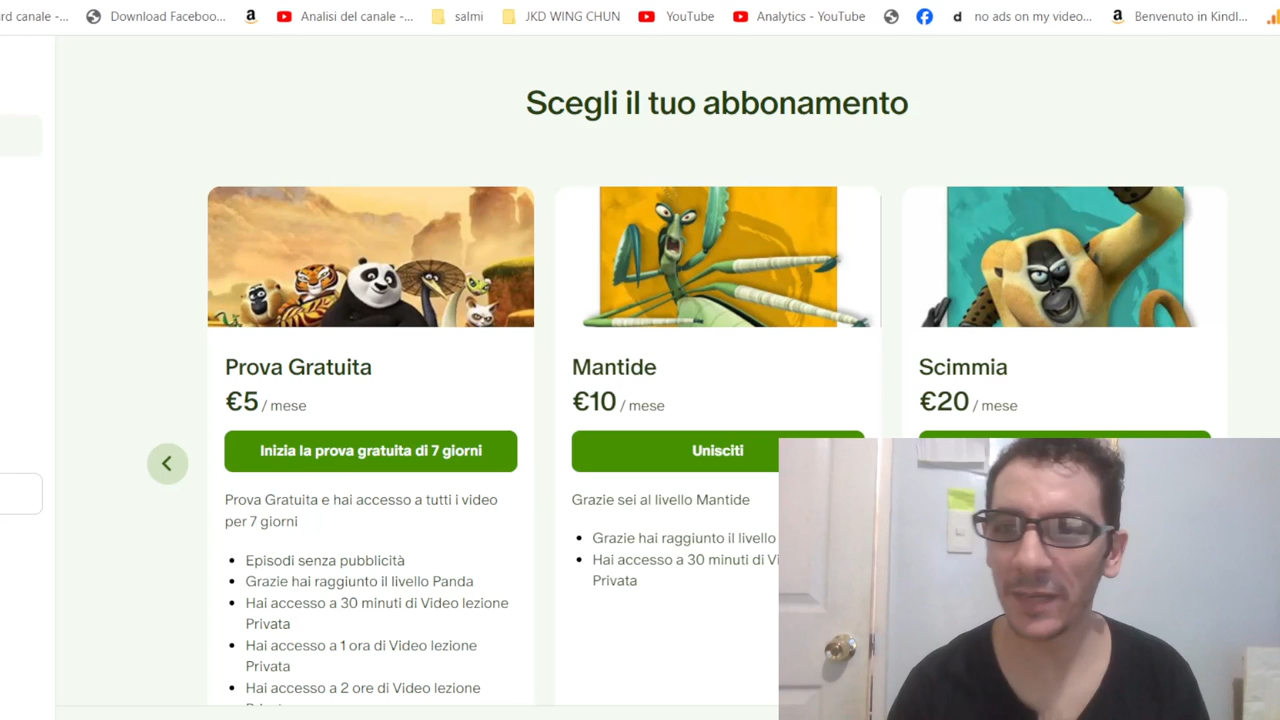 rd canale -...
Download Faceboo...
Analisi del canale -...
salmi
JKD WING CHUN
YouTube
Analytics - YouTube
no ads on my video...
Benvenuto in Kindl...
Scegli il tuo abbonamento
Prova Gratuita
€5 / mese
Inizia la prova gratuita di 7 giorni
Prova Gratuita e hai accesso a tutti i video
per 7 giorni
Episodi senza pubblicità
Grazie hai raggiunto il livello Panda
Hai accesso a 30 minuti di Video lezione
Privata
Hai accesso a 1 ora di Video lezione
Privata
Hai accesso a 2 ore di Video lezione
Mantide
€10 / mese
Unisciti
Grazie sei al livello Mantide
Grazie hai raggiunto il livello
Hai accesso a 30 minuti di Vi
Privata
Scimmia
€20 / mese